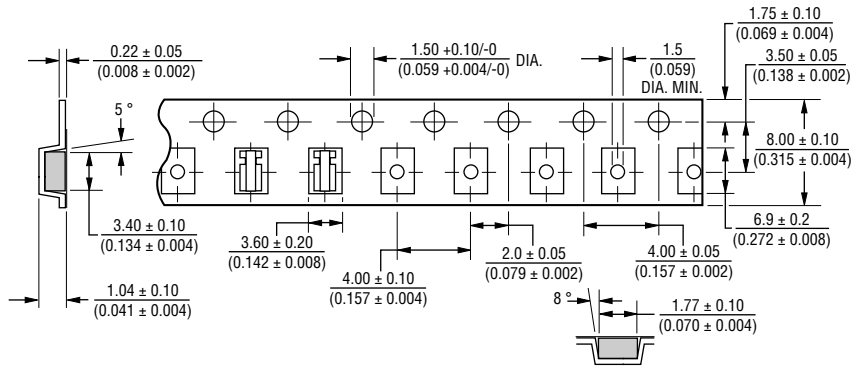 1.75 ± 0.10
(0.069 ± 0.004)
0.22 ± 0.05
(0.008 ± 0.002)
1.50 +0.10/-0
(0.059 +0.004/-0)
DIA.
1.5
(0.059)
DIA. MIN.
3.50 ± 0.05
(0.138 ± 0.002)
5 °
8.00 ± 0.10
(0.315 ± 0.004)
3.40 ± 0.10
(0.134 ± 0.004)
3.60 ± 0.20
(0.142 ± 0.008)
2.0 ± 0.05
(0.079 ± 0.002)
4.00 ± 0.05
(0.157 ± 0.002)
6.9 ± 0.2
(0.272 ± 0.008)
4.00 ± 0.10
(0.157 ± 0.004)
1.04 ± 0.10
(0.041 ± 0.004)
8 °
1.77 ± 0.10
(0.070 ± 0.004)